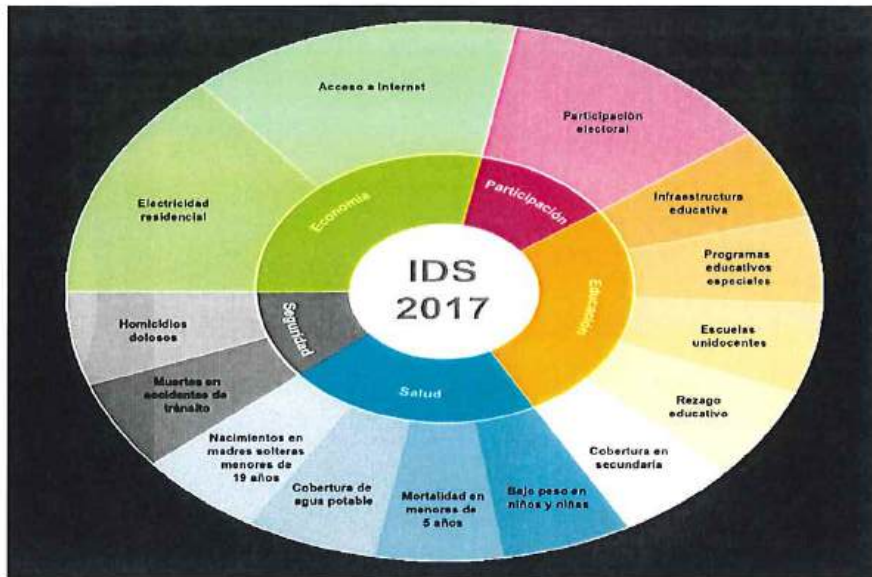 Acceso a Internet
Participación
electoral
Electricidad
residencial
Economía
Participación
Infraestructura
educativa
Programas
educativos
especiales
IDS
2017
Educación
Seguridad
Homicidios
dolosos
Escuelas
unidocentes
Muertes en
accidentes de
tránsito
Salud
Rezago
educativo
Nacimientos en
madres solteras
menores de
19 años
Cobertura de
agua potable
Mortalidad en
menores de
5 años
Bajo peso en
niños y niñas
Cobertura en
secundaria